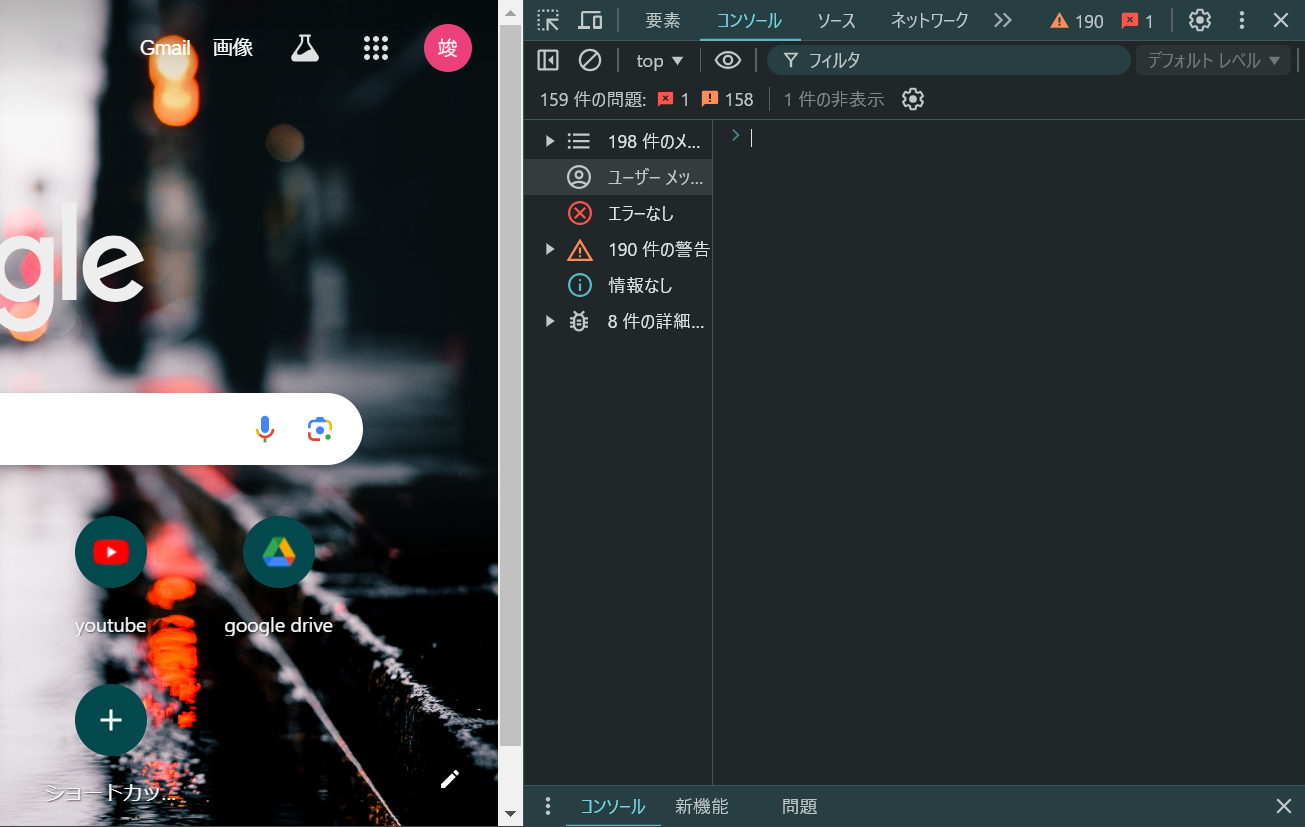 Gmail 画像 竣
gle
youtube google drive
ショートカッ...
要素 コンソール ソース ネットワーク 190 1
top フィルタ デフォルト レベル
159 件の問題: 1 158 1 件の非表示
198 件のメ...
ユーザー メッ...
エラーなし
190 件の警告
情報なし
8 件の詳細...
コンソール 新機能 問題